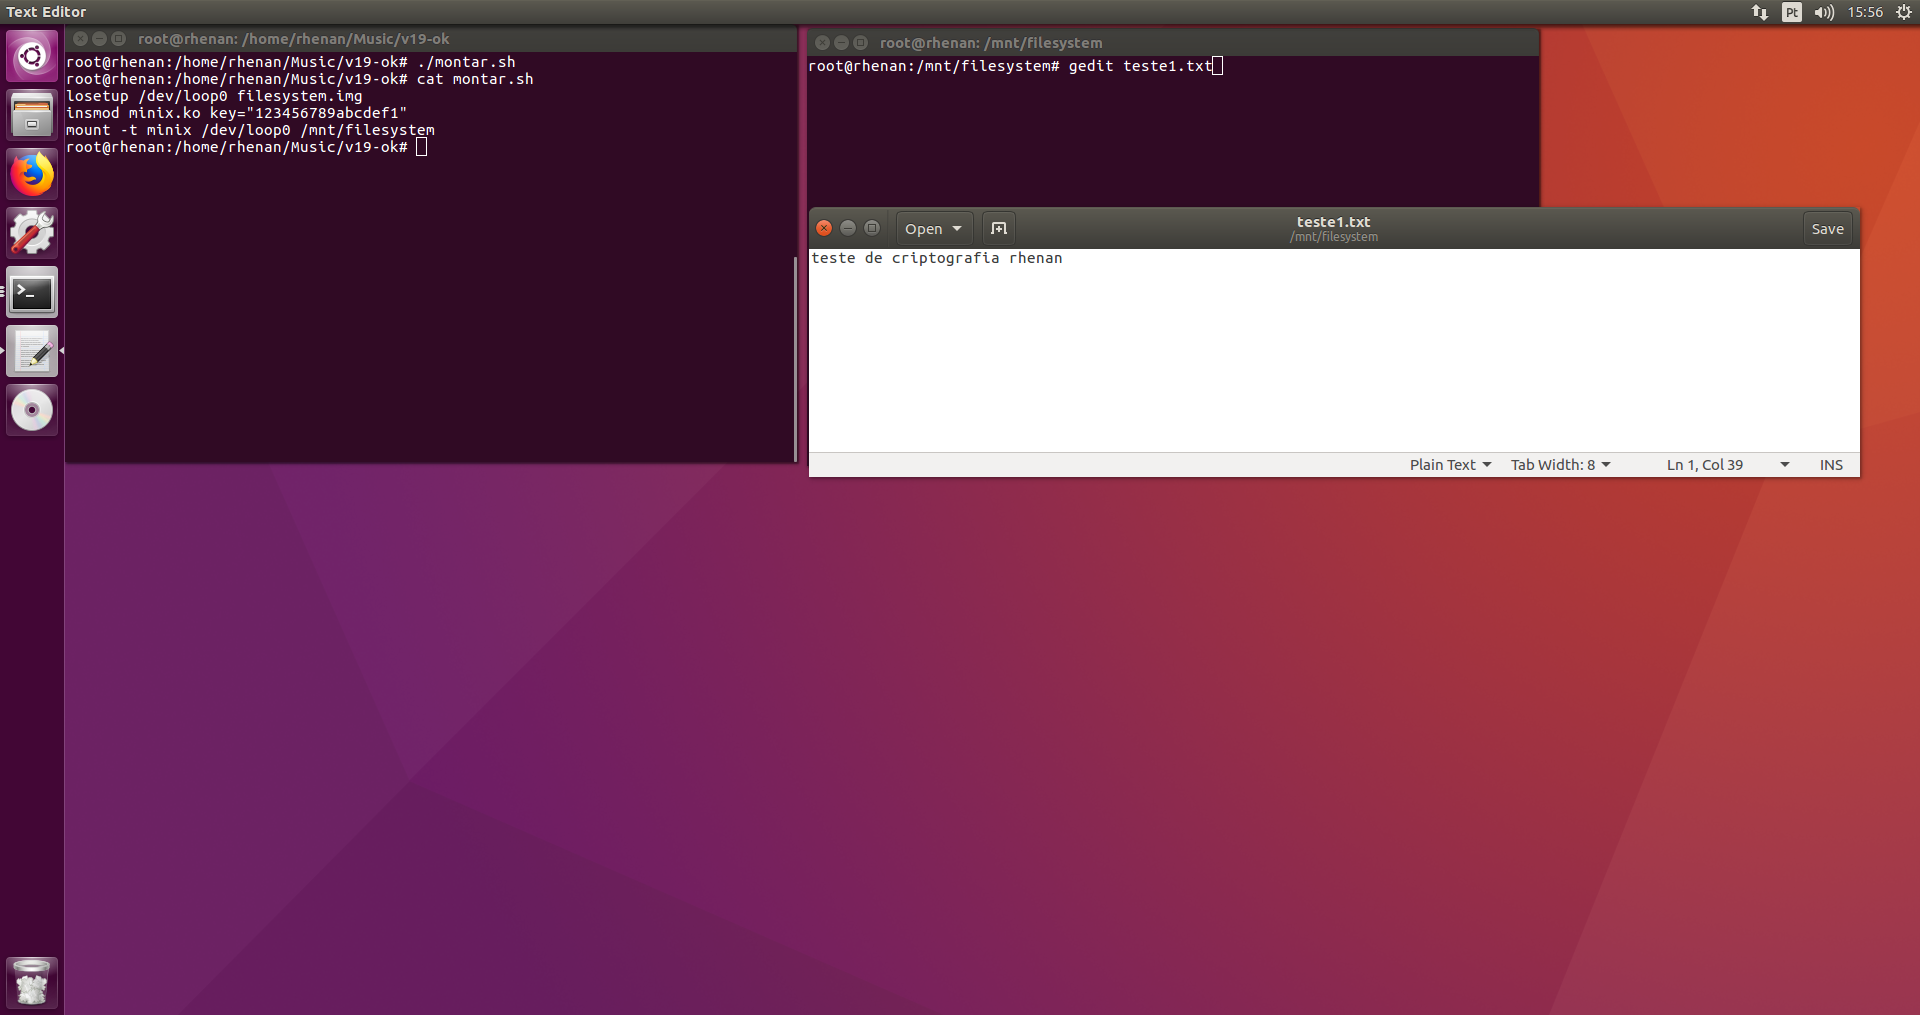 Text Editor
Pt
15:56
root@rhenan: /home/rhenan/Music/v19-ok
root@rhenan:/home/rhenan/Music/v19-ok# ./montar.sh
root@rhenan:/home/rhenan/Music/v19-ok# cat montar.sh
losetup /dev/loop0 filesystem.img
insmod minix.ko key="123456789abcdef1"
mount -t minix /dev/loop0 /mnt/filesystem
root@rhenan:/home/rhenan/Music/v19-ok#
root@rhenan: /mnt/filesystem
root@rhenan:/mnt/filesystem# gedit teste1.txt
Open
teste1.txt
/mnt/filesystem
Save
teste de criptografia rhenan
Plain Text
Tab Width: 8
Ln 1, Col 39
INS